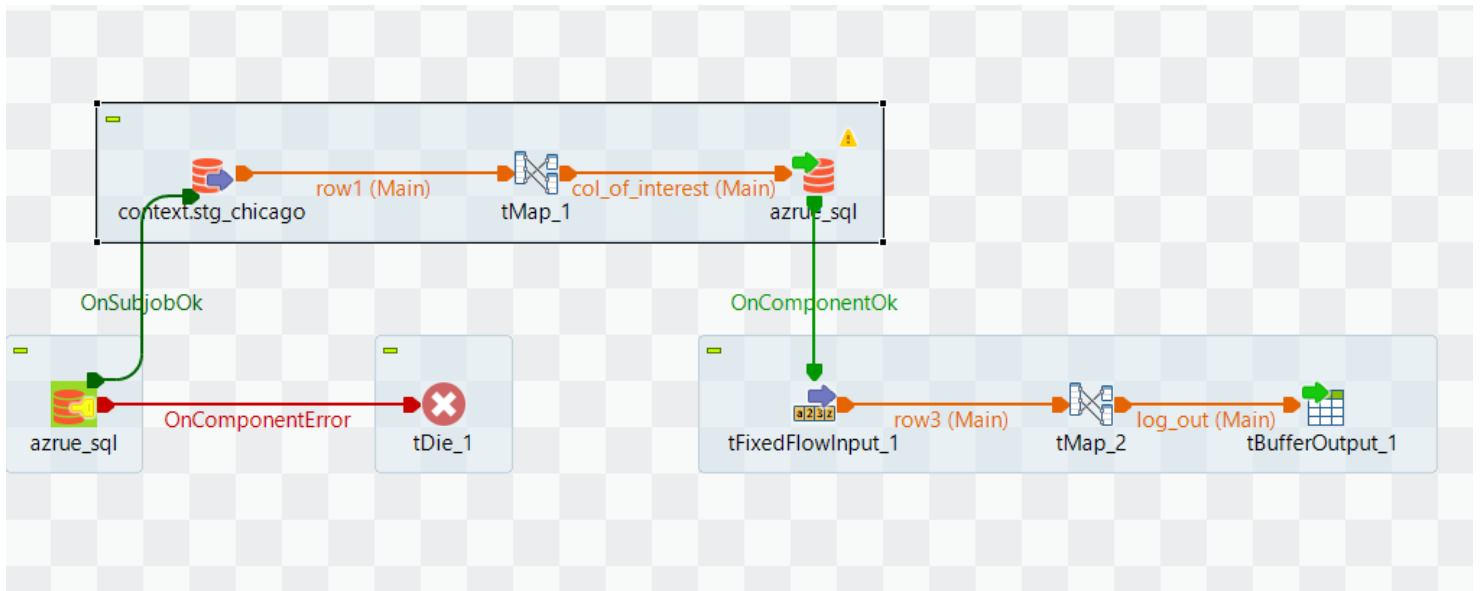 row1 (Main)
col_of_interest (Main)
context.stg_chicago
tMap_1
azrue_sql
OnSubjobOk
OnComponentOk
azrue_sql
OnComponentError
tDie_1
a23z
row3 (Main)
log_out (Main)
tFixedFlowInput_1
tMap_2
tBufferOutput_1